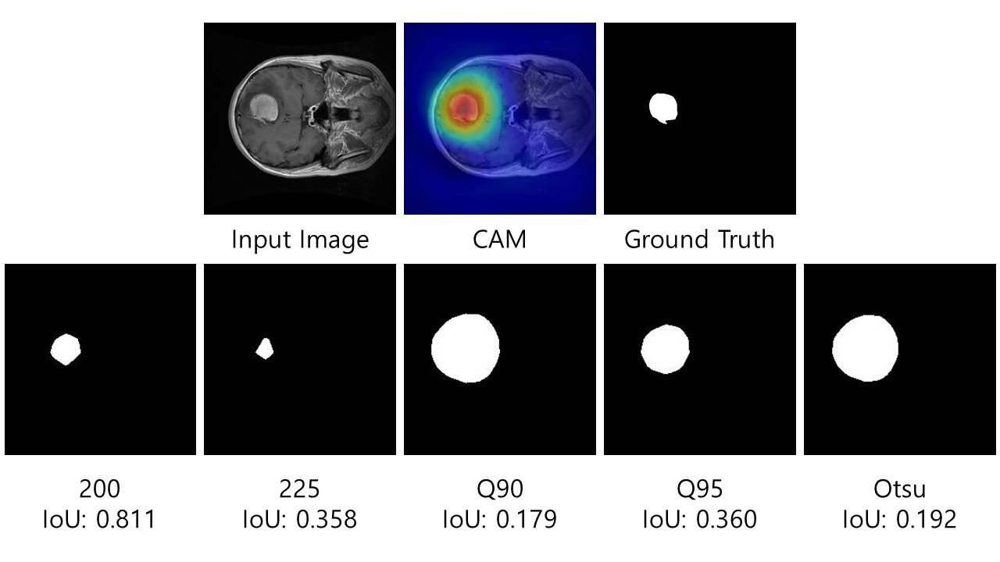 Input Image
CAM
Ground Truth
200
IoU: 0.811
225
IoU: 0.358
Q90
IoU: 0.179
Q95
IoU: 0.360
Otsu
IoU: 0.192